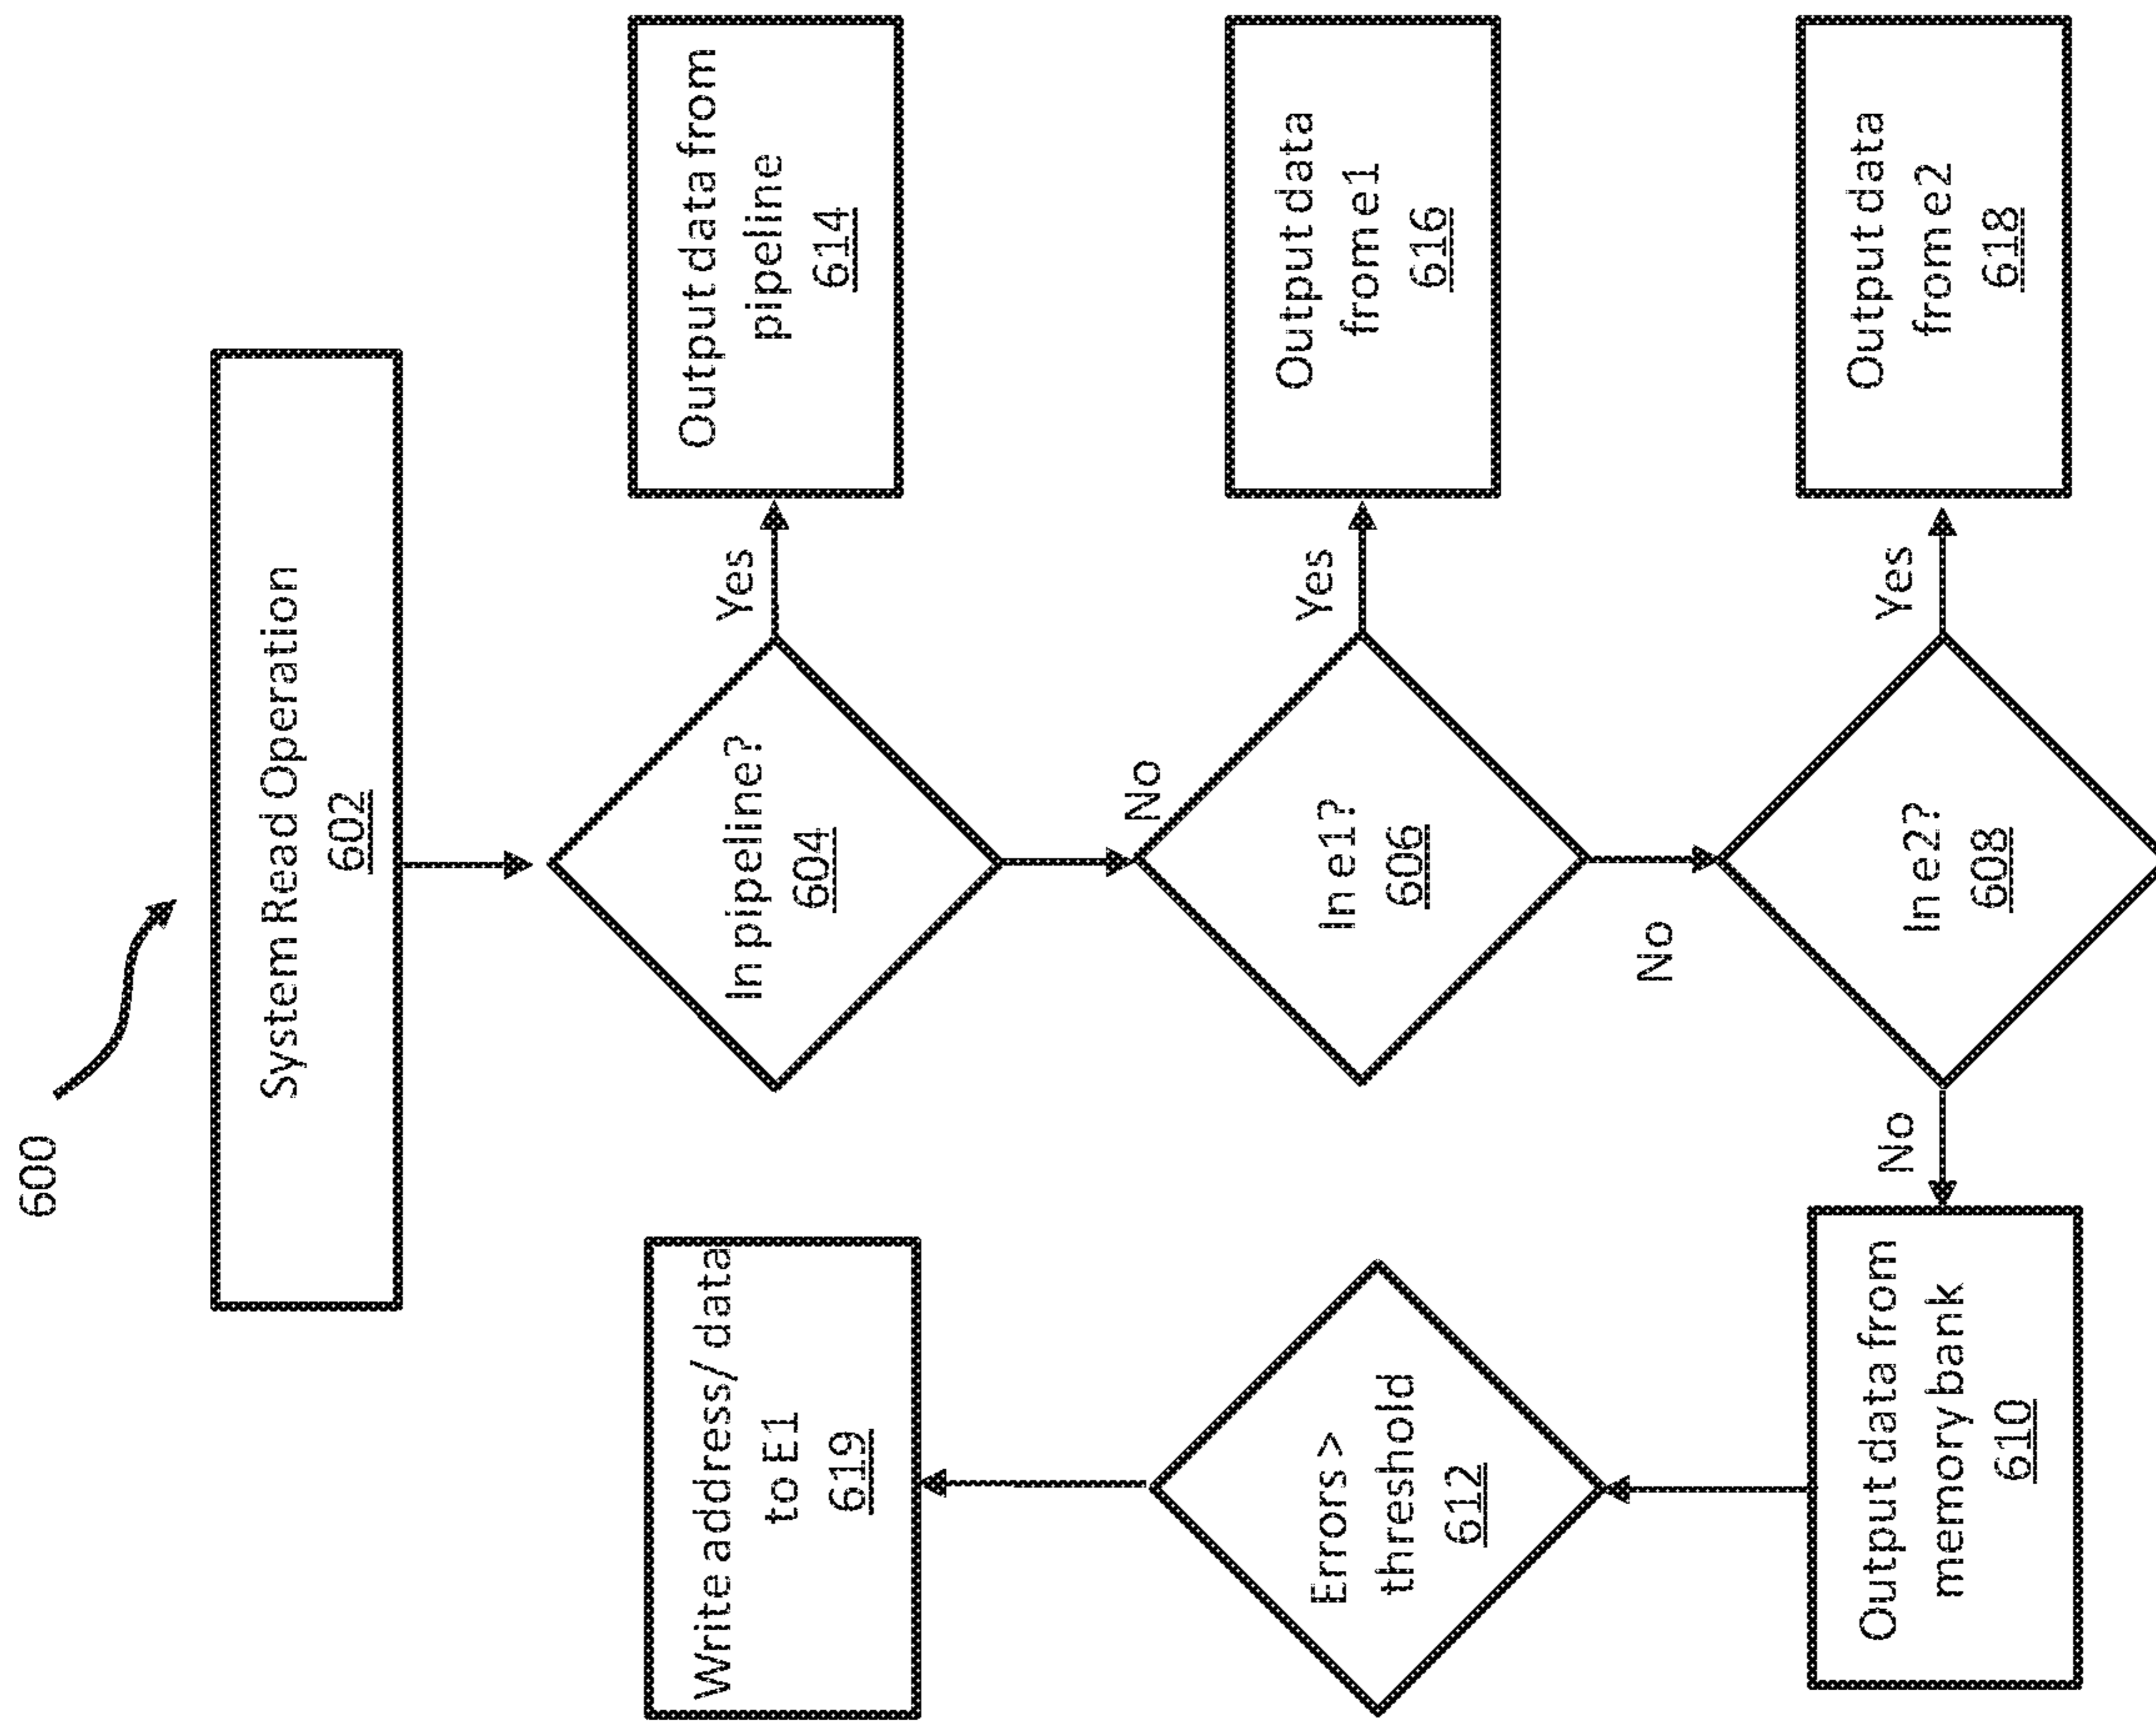 600
System Read Operation
602
In pipeline?
604
Yes
Output data from
pipeline
614
No
In e1?
606
Yes
Output data
from e1
616
No
In e2?
608
Yes
Output data
from e2
618
No
Output data from
memory bank
610
Errors >
threshold
612
Write address/ data
to E1
619